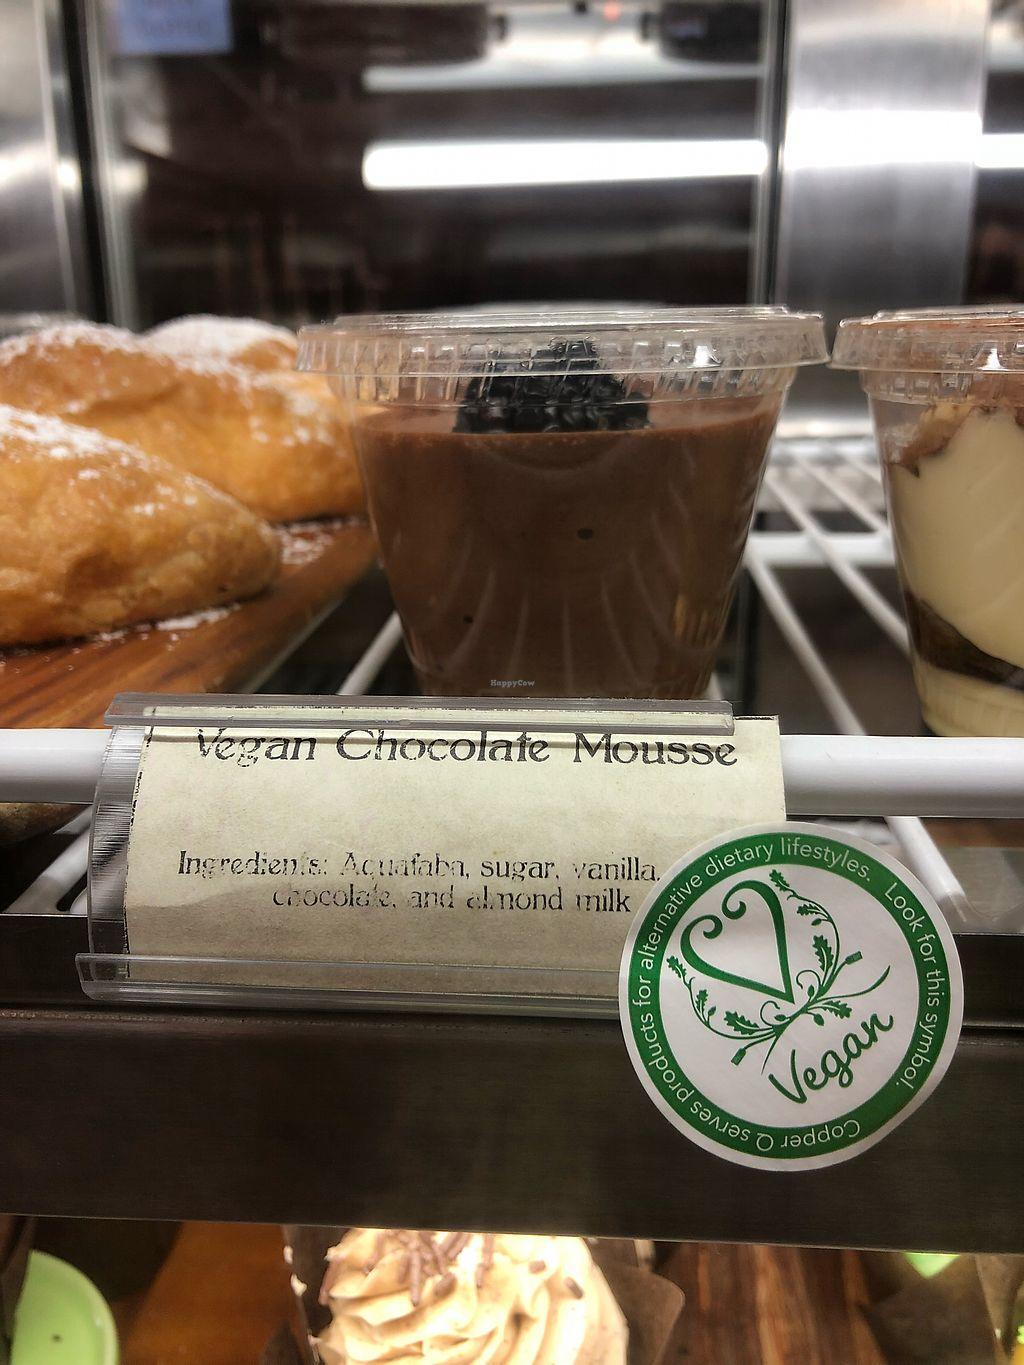 HappyCow
Vegan Chocolate Mousse
Ingredients: Aquafaba, sugar, vanilla,
chocolate, and almond milk
Copper Q serves products for alternative dietary lifestyles. Look for this symbol.
Vegan